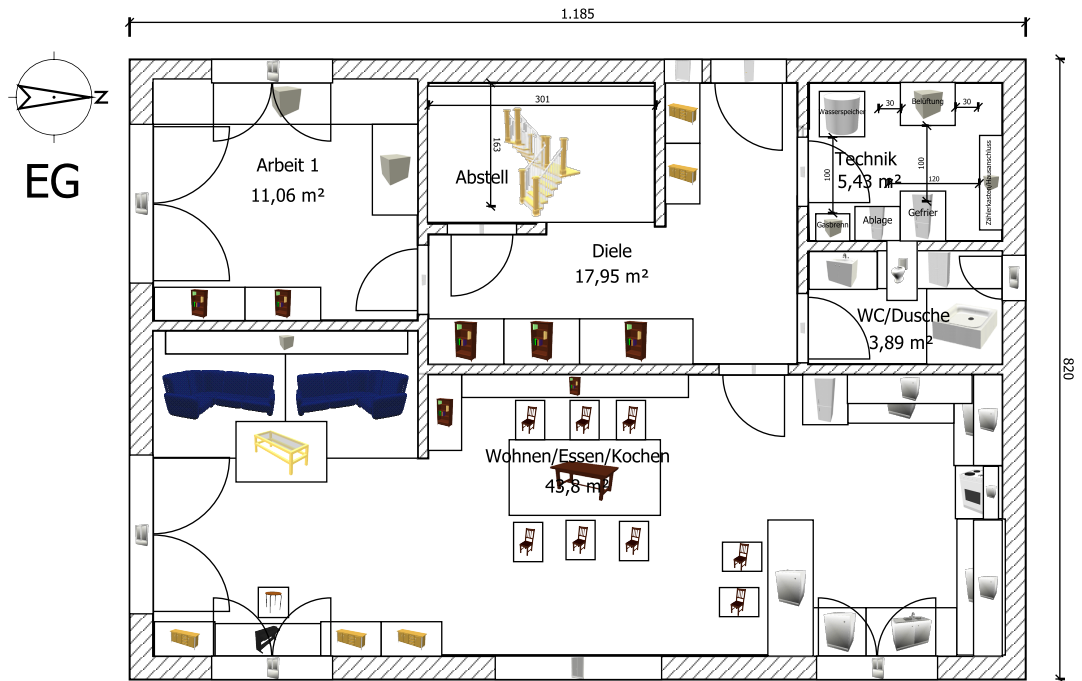 1.185
N
EG
Arbeit 1
11,06 m²
301
163
Abstell
Diele
17,95 m²
Wasserspeicher
30
Belüftung
30
Technik
5,43 m²
100
100
120
Zählerkasten/Hausanschluss
Gasbrenn
Ablage
Gefrier
WC/Dusche
3,89 m²
820
Wohnen/Essen/Kochen
43,8 m²